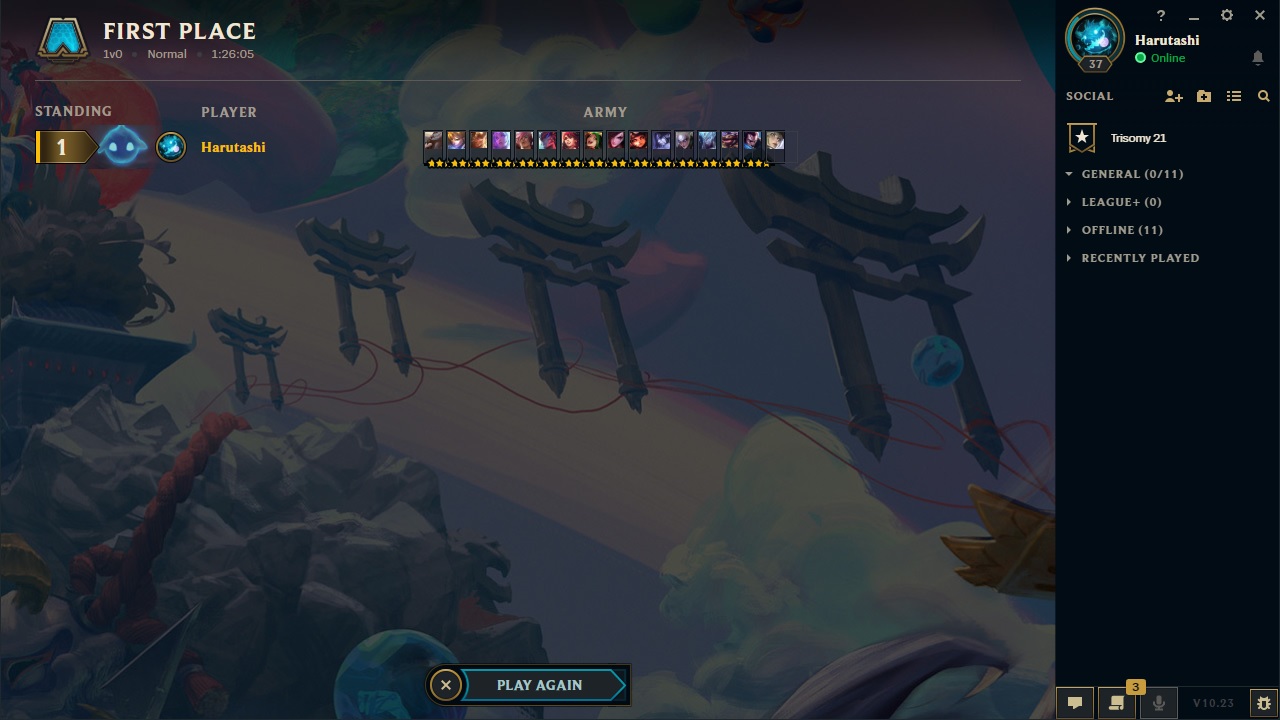 FIRST PLACE
1v0 • Normal • 1:26:05
STANDING PLAYER ARMY
1 Harutashi
PLAY AGAIN
?
Harutashi
Online
37
SOCIAL
Trisomy 21
GENERAL (0/11)
LEAGUE+ (0)
OFFLINE (11)
RECENTLY PLAYED
3
V10.23